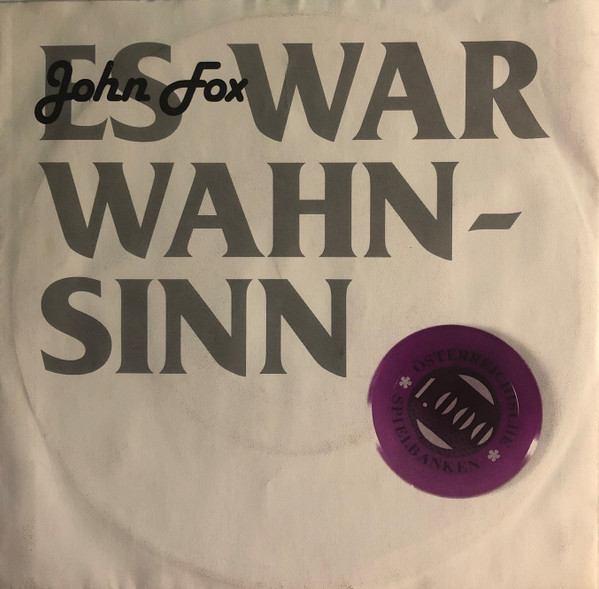 John Fox
ES WAR
WAHN-
SINN
ÖSTERREICHISCHE
1.000
SPIELBANKEN